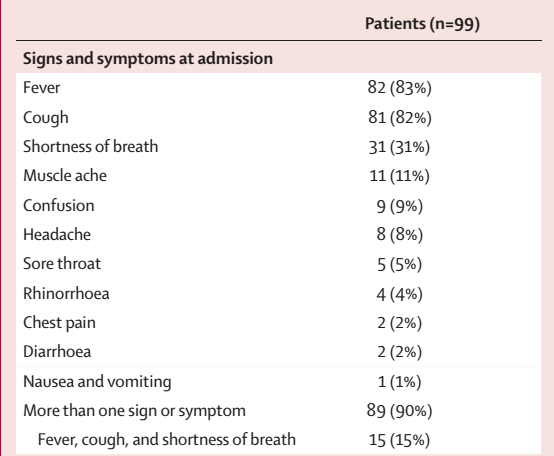 Patients (n=99)
Signs and symptoms at admission
Fever 82 (83%)
Cough 81 (82%)
Shortness of breath 31 (31%)
Muscle ache 11 (11%)
Confusion 9 (9%)
Headache 8 (8%)
Sore throat 5 (5%)
Rhinorrhoea 4 (4%)
Chest pain 2 (2%)
Diarrhoea 2 (2%)
Nausea and vomiting 1 (1%)
More than one sign or symptom 89 (90%)
Fever, cough, and shortness of breath 15 (15%)